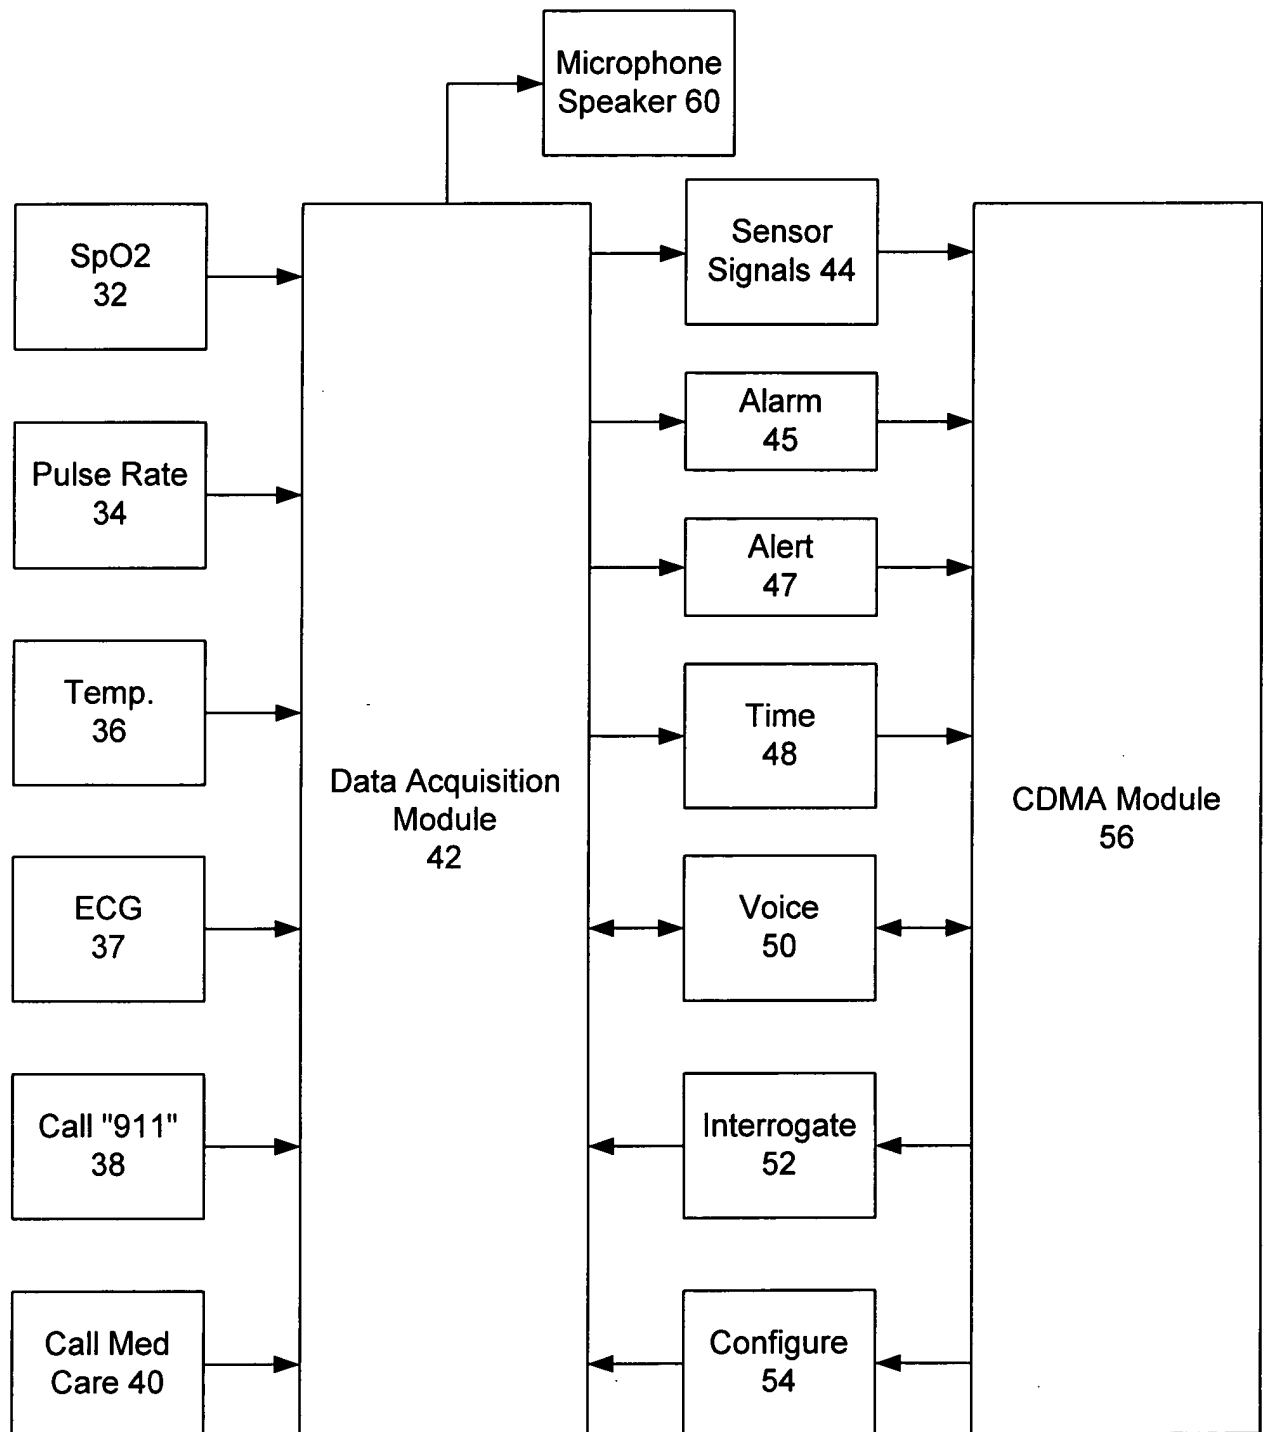 Microphone
Speaker 60
SpO2
32
Pulse Rate
34
Temp.
36
ECG
37
Call "911"
38
Call Med
Care 40
Data Acquisition
Module
42
Sensor
Signals 44
Alarm
45
Alert
47
Time
48
Voice
50
Interrogate
52
Configure
54
CDMA Module
56